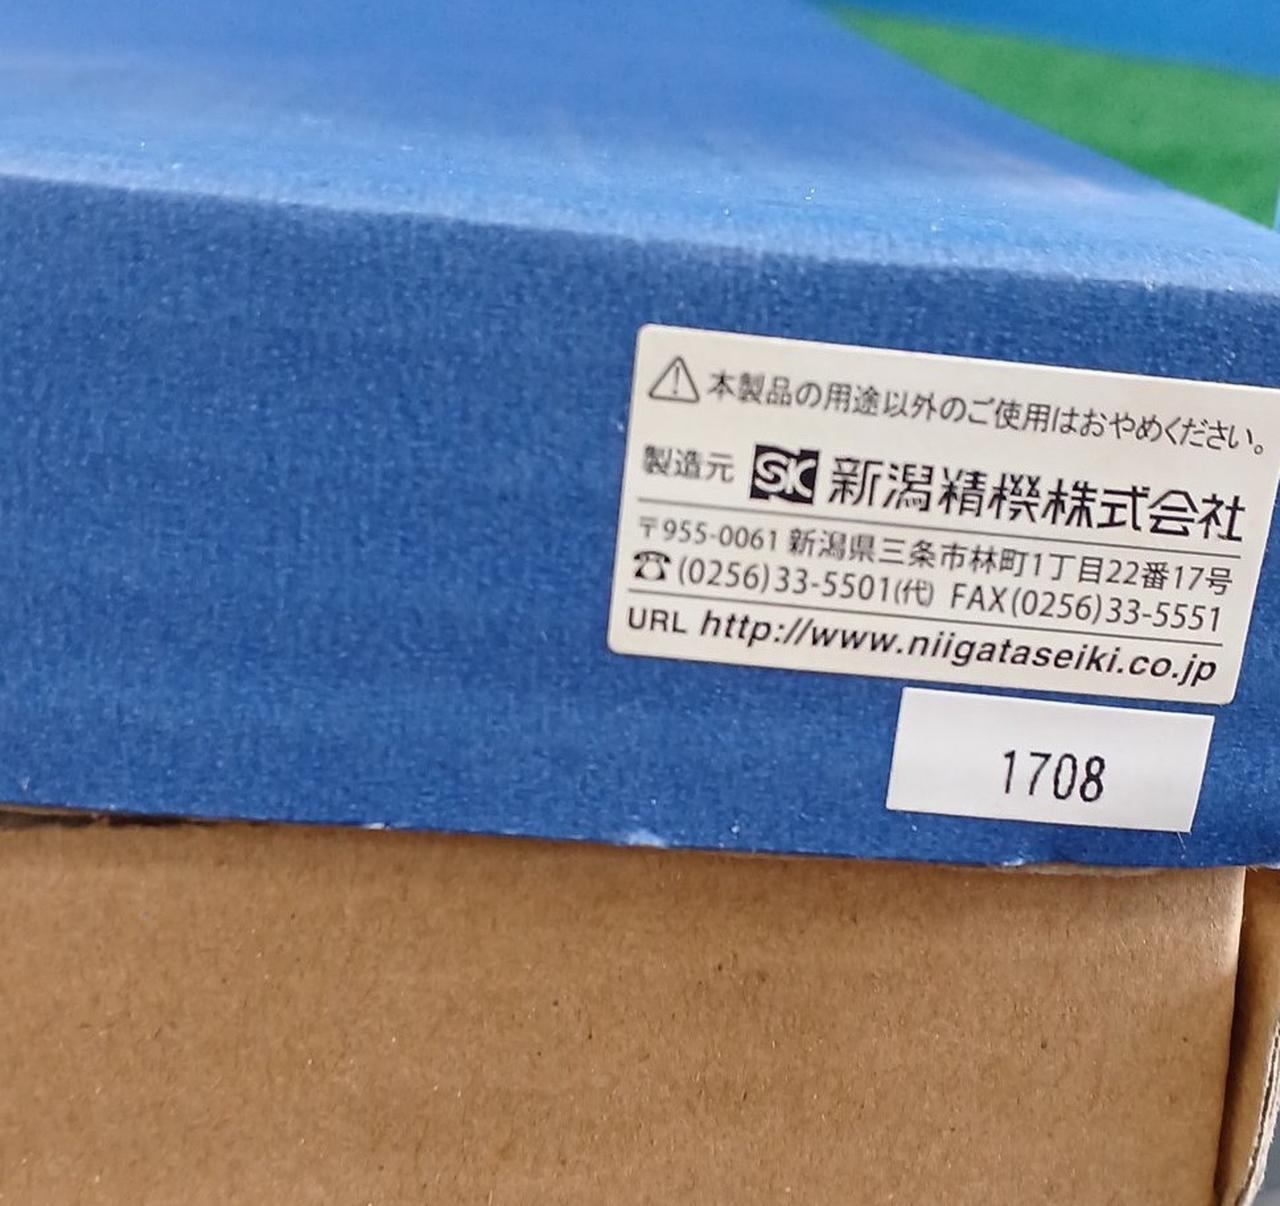 本製品の用途以外のご使用はおやめください。
製造元 SK 新潟精機株式会社
〒955-0061 新潟県三条市林町1丁目22番17号
☎(0256)33-5501(代) FAX(0256)33-5551
URL http://www.niigataseiki.co.jp
1708